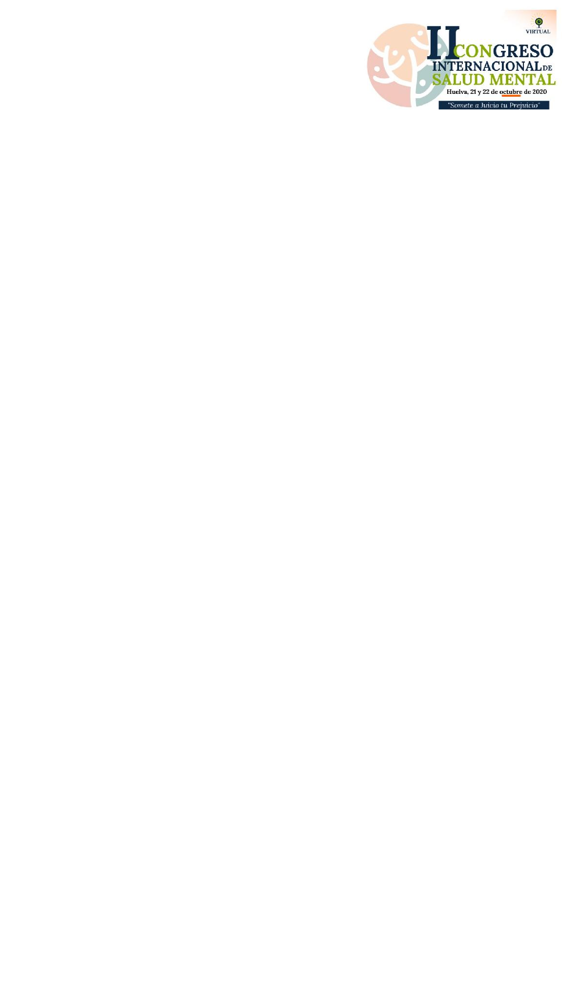 VIRTUAL
II CONGRESO
INTERNACIONAL DE
SALUD MENTAL
Huelva, 21 y 22 de octubre de 2020
"Somete a Juicio tu Prejuicio"